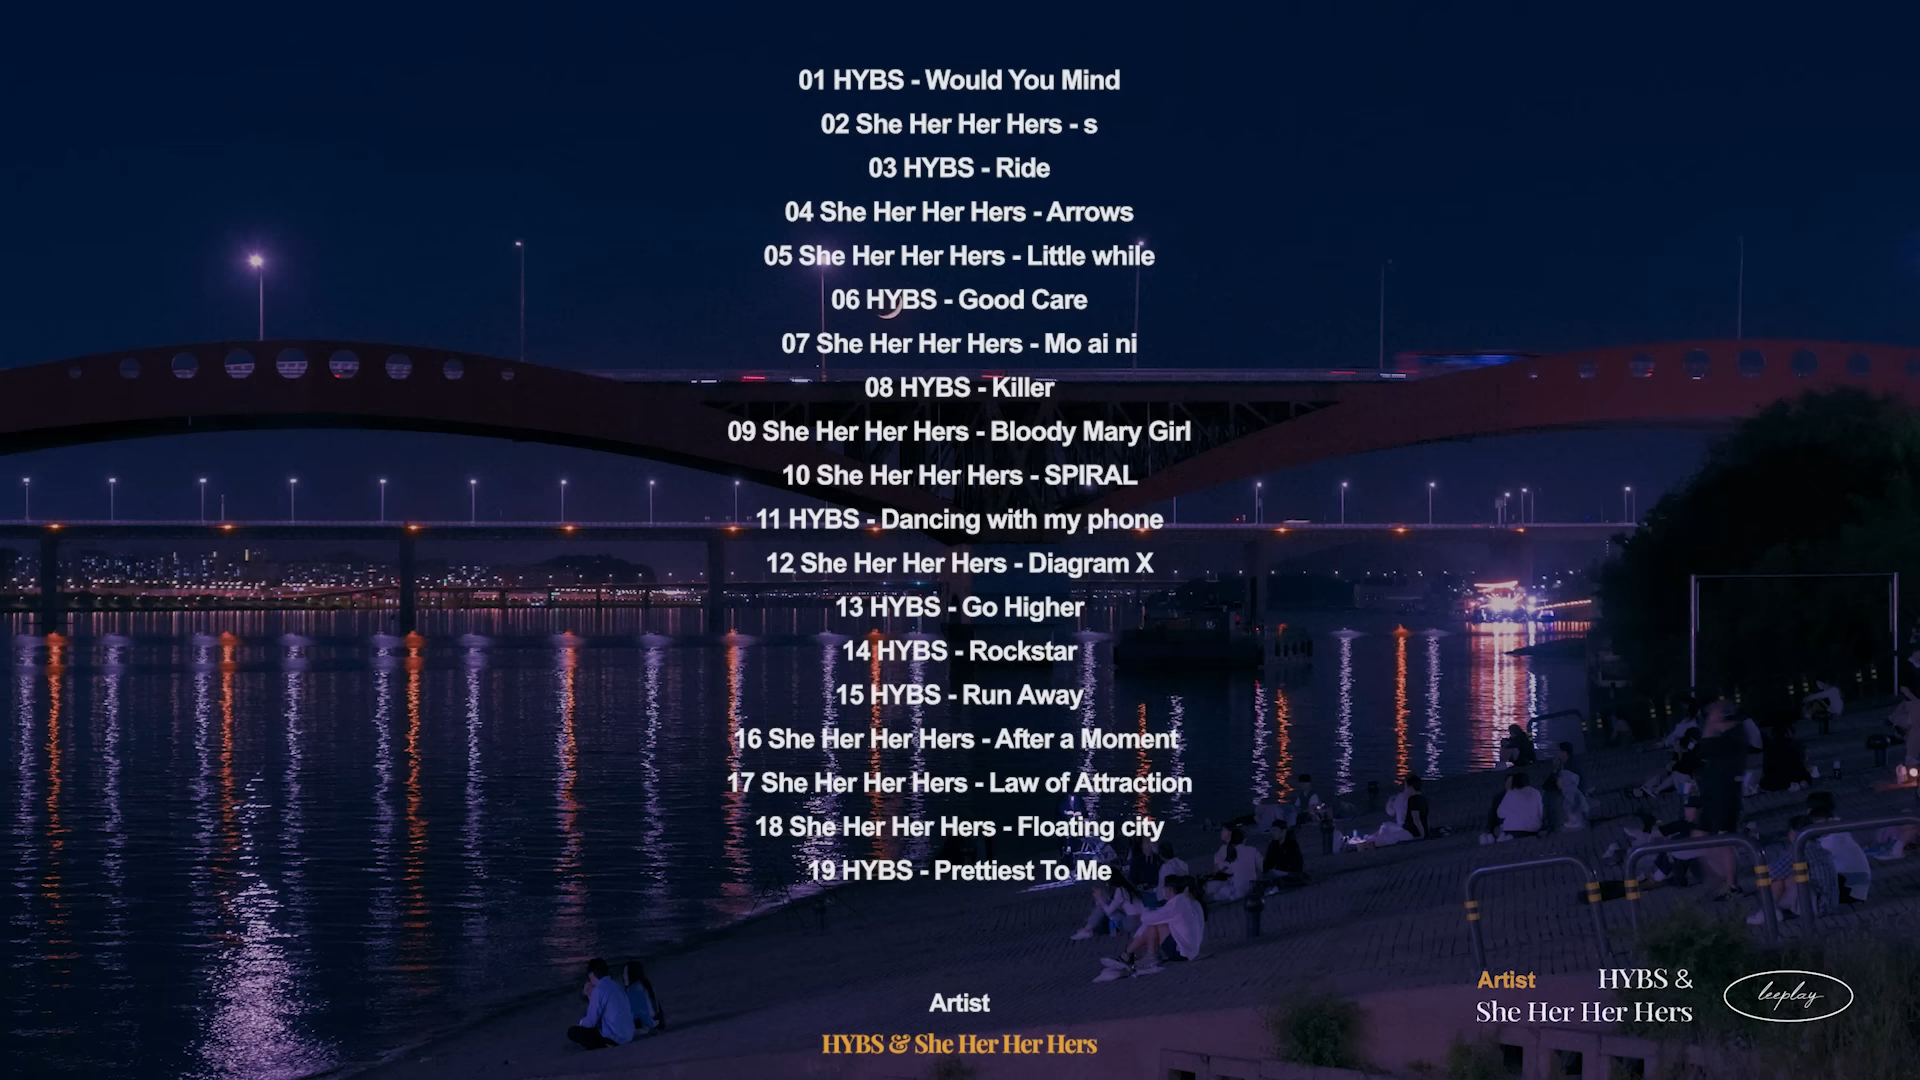 01 HYBS - Would You Mind
02 She Her Her Hers - s
03 HYBS - Ride
04 She Her Her Hers - Arrows
05 She Her Her Hers - Little while
06 HYBS - Good Care
07 She Her Her Hers - Mo ai ni
08 HYBS - Killer
09 She Her Her Hers - Bloody Mary Girl
10 She Her Her Hers - SPIRAL
11 HYBS - Dancing with my phone
12 She Her Her Hers - Diagram X
13 HYBS - Go Higher
14 HYBS - Rockstar
15 HYBS - Run Away
16 She Her Her Hers - After a Moment
17 She Her Her Hers - Law of Attraction
18 She Her Her Hers - Floating city
19 HYBS - Prettiest To Me
Artist
HYBS & She Her Her Hers
Artist HYBS &
She Her Her Hers
leeplay